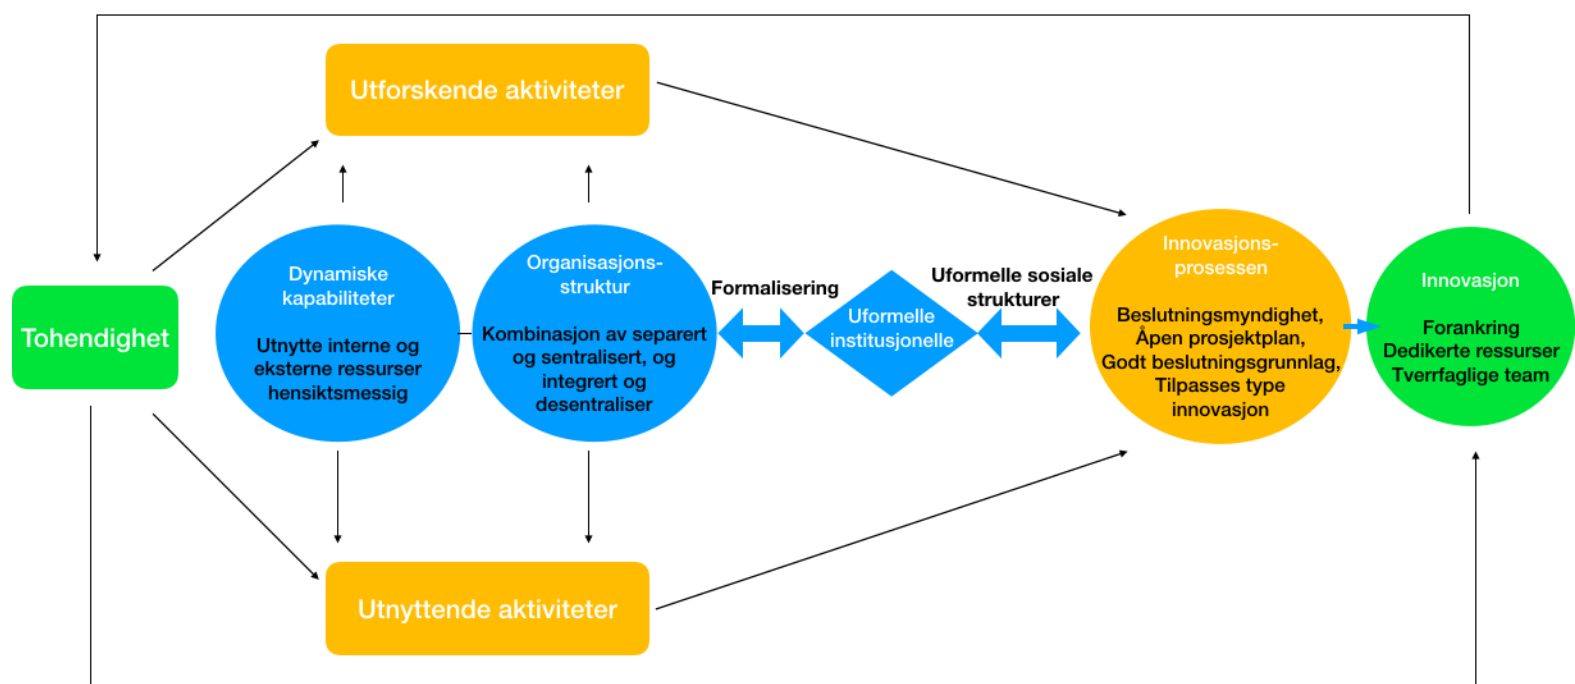 Utforskende aktiviteter
Tohendighet
Dynamiske
kapabiliteter
Utnytte interne og
eksterne ressurser
hensiktsmessig
Organisasjons-
struktur
Kombinasjon av separert
og sentralisert, og
integrert og
desentraliser
Formalisering
Uformelle
institusjonelle
Uformelle sosiale
strukturer
Innovasjons-
prosessen
Beslutningsmyndighet,
Åpen prosjektplan,
Godt beslutningsgrunnlag,
Tilpasses type
innovasjon
Innovasjon
Forankring
Dedikerte ressurser
Tverrfaglige team
Utnyttende aktiviteter